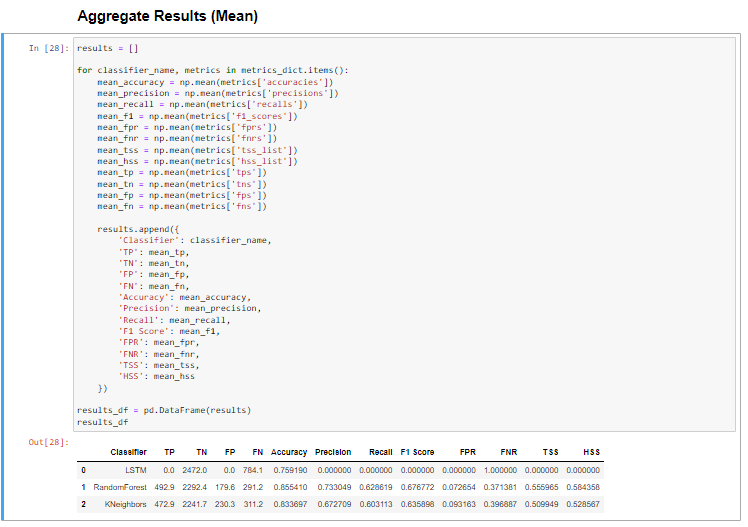 Aggregate Results (Mean)
In [28]: results = []
for classifier_name, metrics in metrics_dict.items():
    mean_accuracy = np.mean(metrics['accuracies'])
    mean_precision = np.mean(metrics['precisions'])
    mean_recall = np.mean(metrics['recalls'])
    mean_f1 = np.mean(metrics['f1_scores'])
    mean_fpr = np.mean(metrics['fprs'])
    mean_fnr = np.mean(metrics['fnrs'])
    mean_tss = np.mean(metrics['tss_list'])
    mean_hss = np.mean(metrics['hss_list'])
    mean_tp = np.mean(metrics['tps'])
    mean_tn = np.mean(metrics['tns'])
    mean_fp = np.mean(metrics['fps'])
    mean_fn = np.mean(metrics['fns'])
    results.append({
        'Classifier': classifier_name,
        'TP': mean_tp,
        'TN': mean_tn,
        'FP': mean_fp,
        'FN': mean_fn,
        'Accuracy': mean_accuracy,
        'Precision': mean_precision,
        'Recall': mean_recall,
        'F1 Score': mean_f1,
        'FPR': mean_fpr,
        'FNR': mean_fnr,
        'TSS': mean_tss,
        'HSS': mean_hss
    })
results_df = pd.DataFrame(results)
results_df
Out[28]:
Classifier TP TN FP FN Accuracy Precision Recall F1 Score FPR FNR TSS HSS
0 LSTM 0.0 2472.0 0.0 784.1 0.759190 0.000000 0.000000 0.000000 0.000000 1.000000 0.000000 0.000000
1 RandomForest 492.9 2292.4 179.6 291.2 0.855410 0.733049 0.628619 0.676772 0.072654 0.371381 0.555965 0.584358
2 KNeighbors 472.9 2241.7 230.3 311.2 0.833697 0.672709 0.603113 0.635898 0.093163 0.396887 0.509949 0.528567